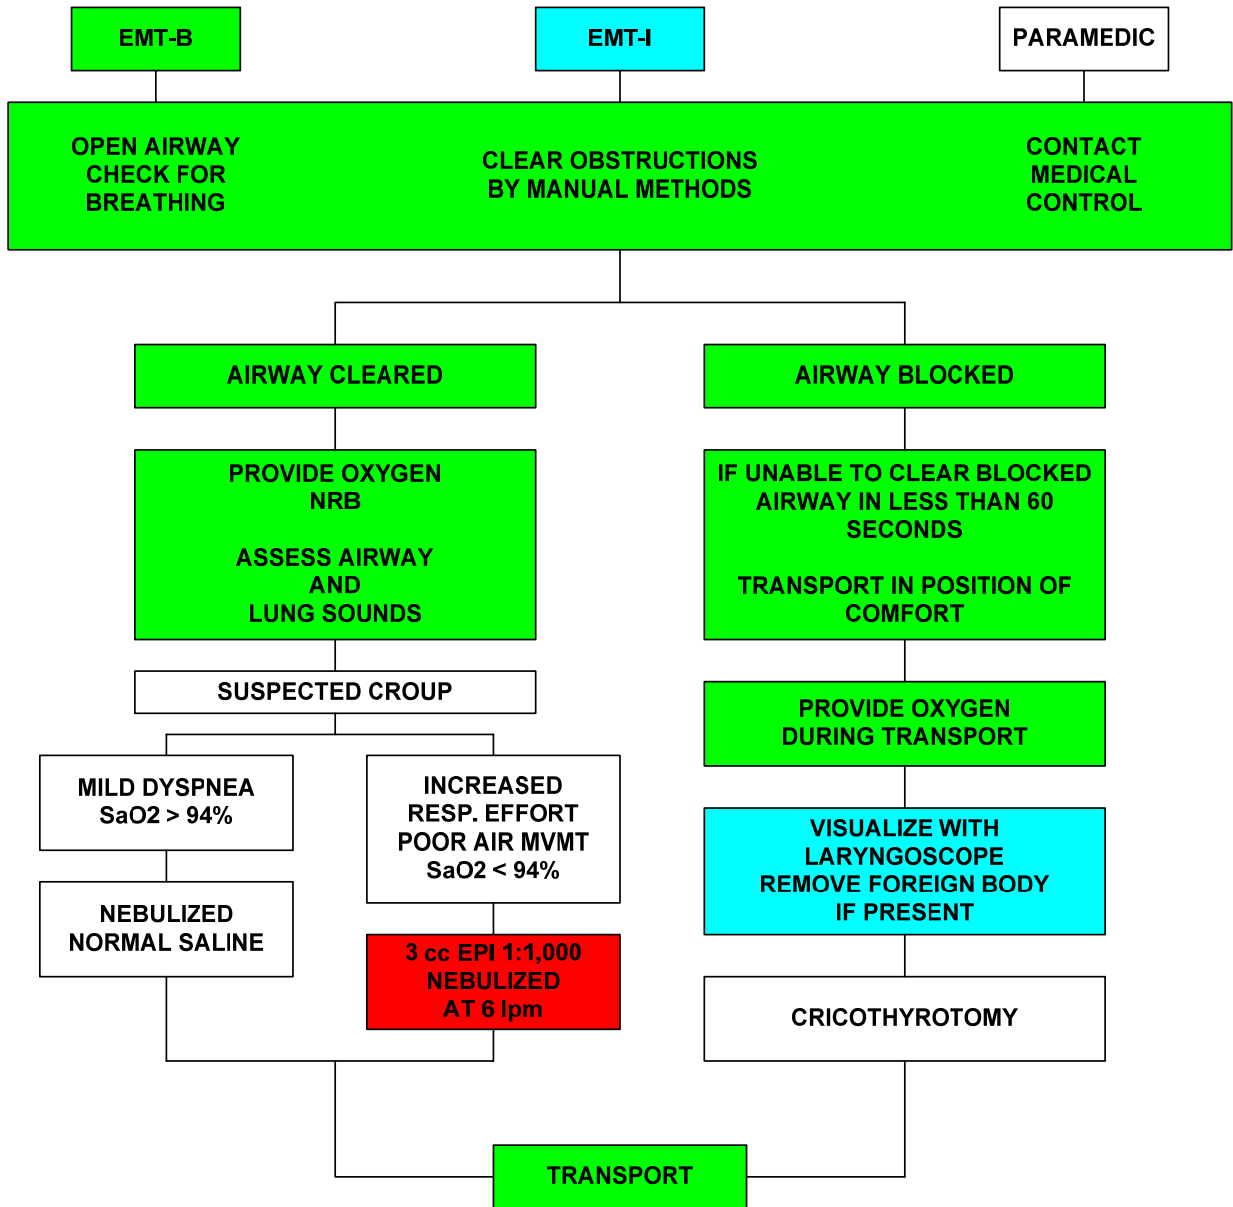 EMT-B
EMT-I
PARAMEDIC
OPEN AIRWAY
CHECK FOR
BREATHING
CLEAR OBSTRUCTIONS
BY MANUAL METHODS
CONTACT
MEDICAL
CONTROL
AIRWAY CLEARED
AIRWAY BLOCKED
PROVIDE OXYGEN
NRB
ASSESS AIRWAY
AND
LUNG SOUNDS
IF UNABLE TO CLEAR BLOCKED
AIRWAY IN LESS THAN 60
SECONDS
TRANSPORT IN POSITION OF
COMFORT
SUSPECTED CROUP
PROVIDE OXYGEN
DURING TRANSPORT
MILD DYSPNEA
SaO2 > 94%
INCREASED
RESP. EFFORT
POOR AIR MVMT
SaO2 < 94%
VISUALIZE WITH
LARYNGOSCOPE
REMOVE FOREIGN BODY
IF PRESENT
NEBULIZED
NORMAL SALINE
3 cc EPI 1:1,000
NEBULIZED
AT 6 lpm
CRICOTHYROTOMY
TRANSPORT